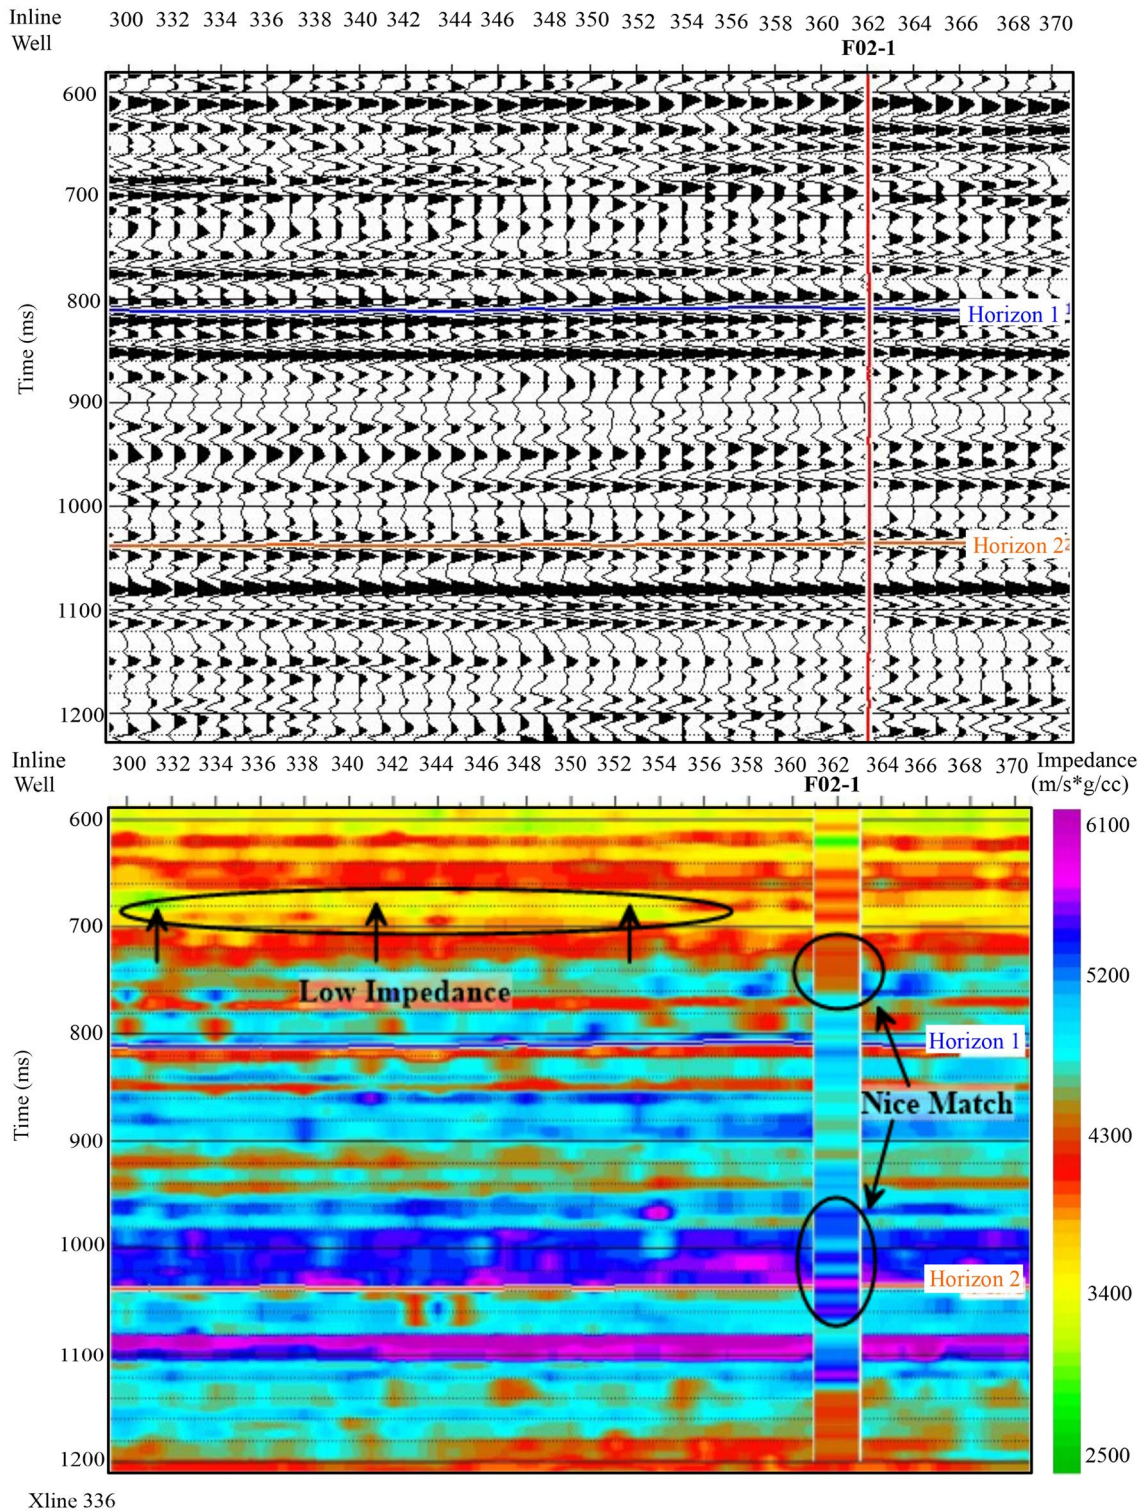 Inline 300 332 334 336 338 340 342 344 346 348 350 352 354 356 358 360 362 364 366 368 370
Well F02-1
600
700
800
Horizon 1 1
Time (ms)
900
1000
Horizon 2 2
1100
1200
Inline 300 332 334 336 338 340 342 344 346 348 350 352 354 356 358 360 362 364 366 368 370 Impedance
Well F02-1 (m/s*g/cc)
600
6100
700
5200
Low Impedance
800
Horizon 1
Time (ms)
Nice Match
900
4300
1000
Horizon 2
3400
1100
1200
2500
Xline 336